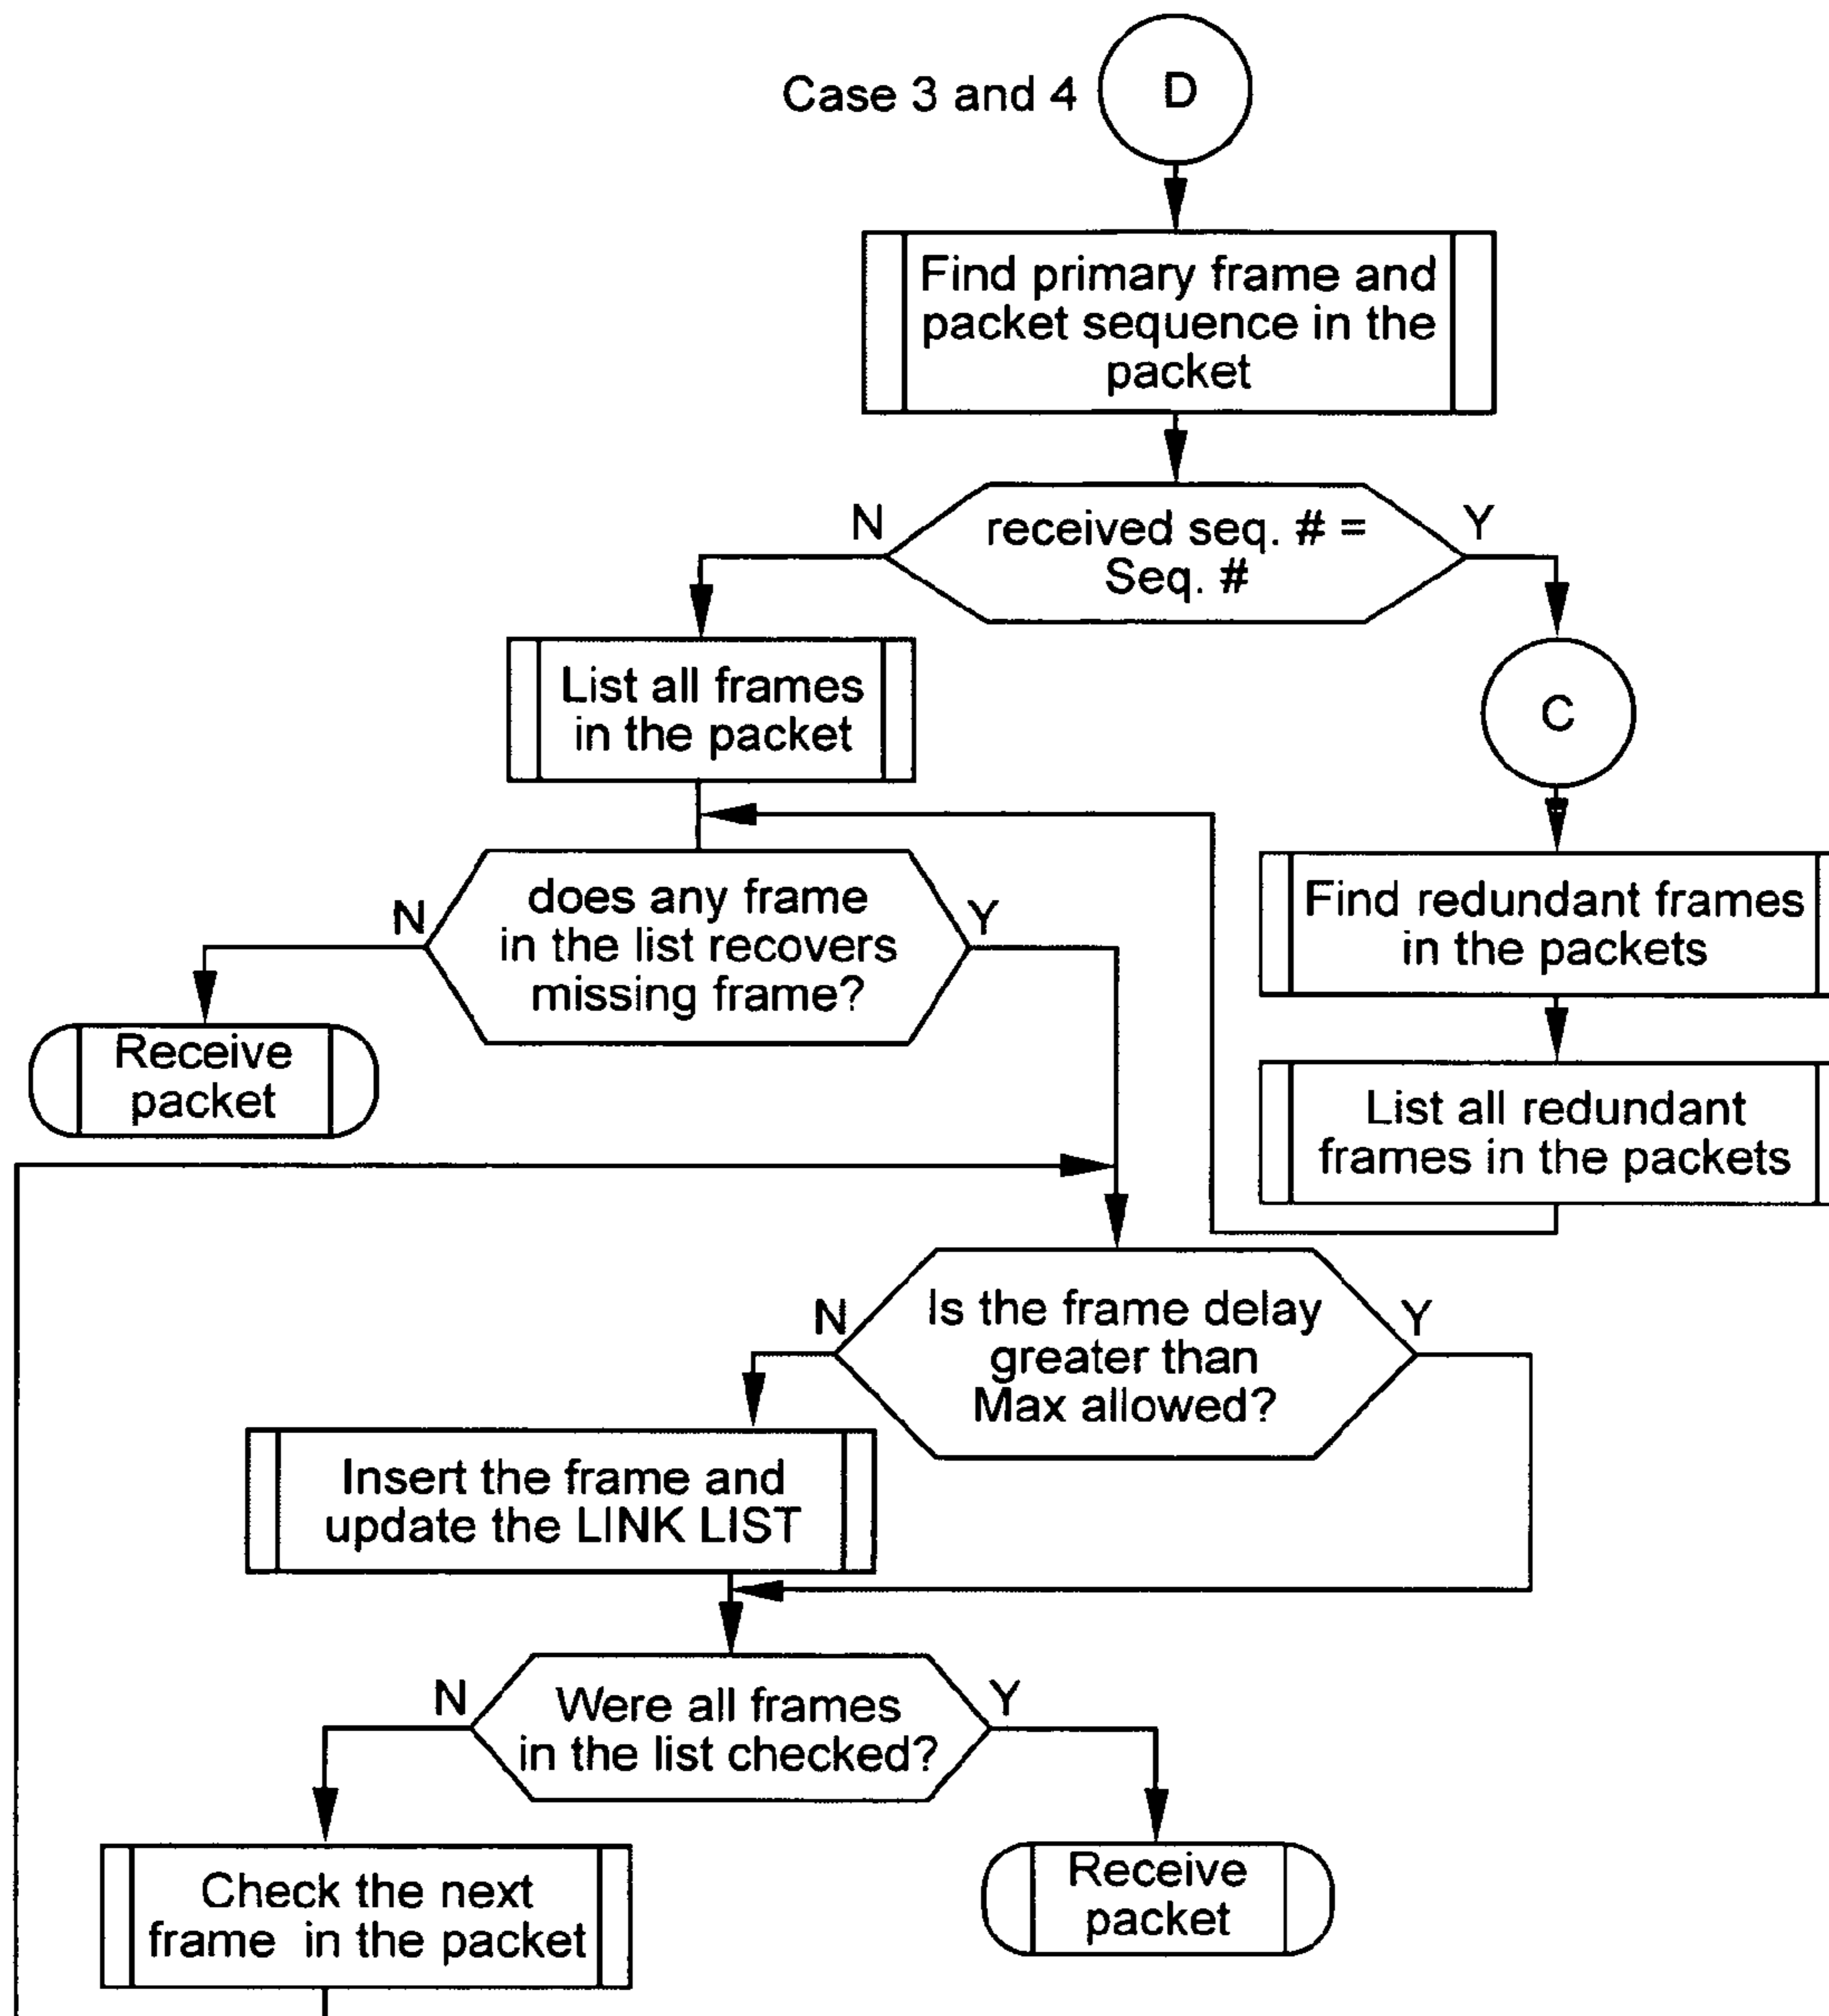 Case 3 and 4
D
Find primary frame and
packet sequence in the
packet
N
received seq. # =
Seq. #
Y
List all frames
in the packet
C
N
does any frame
in the list recovers
missing frame?
Y
Find redundant frames
in the packets
Receive
packet
List all redundant
frames in the packets
N
Is the frame delay
greater than
Max allowed?
Y
Insert the frame and
update the LINK LIST
N
Were all frames
in the list checked?
Y
Check the next
frame in the packet
Receive
packet